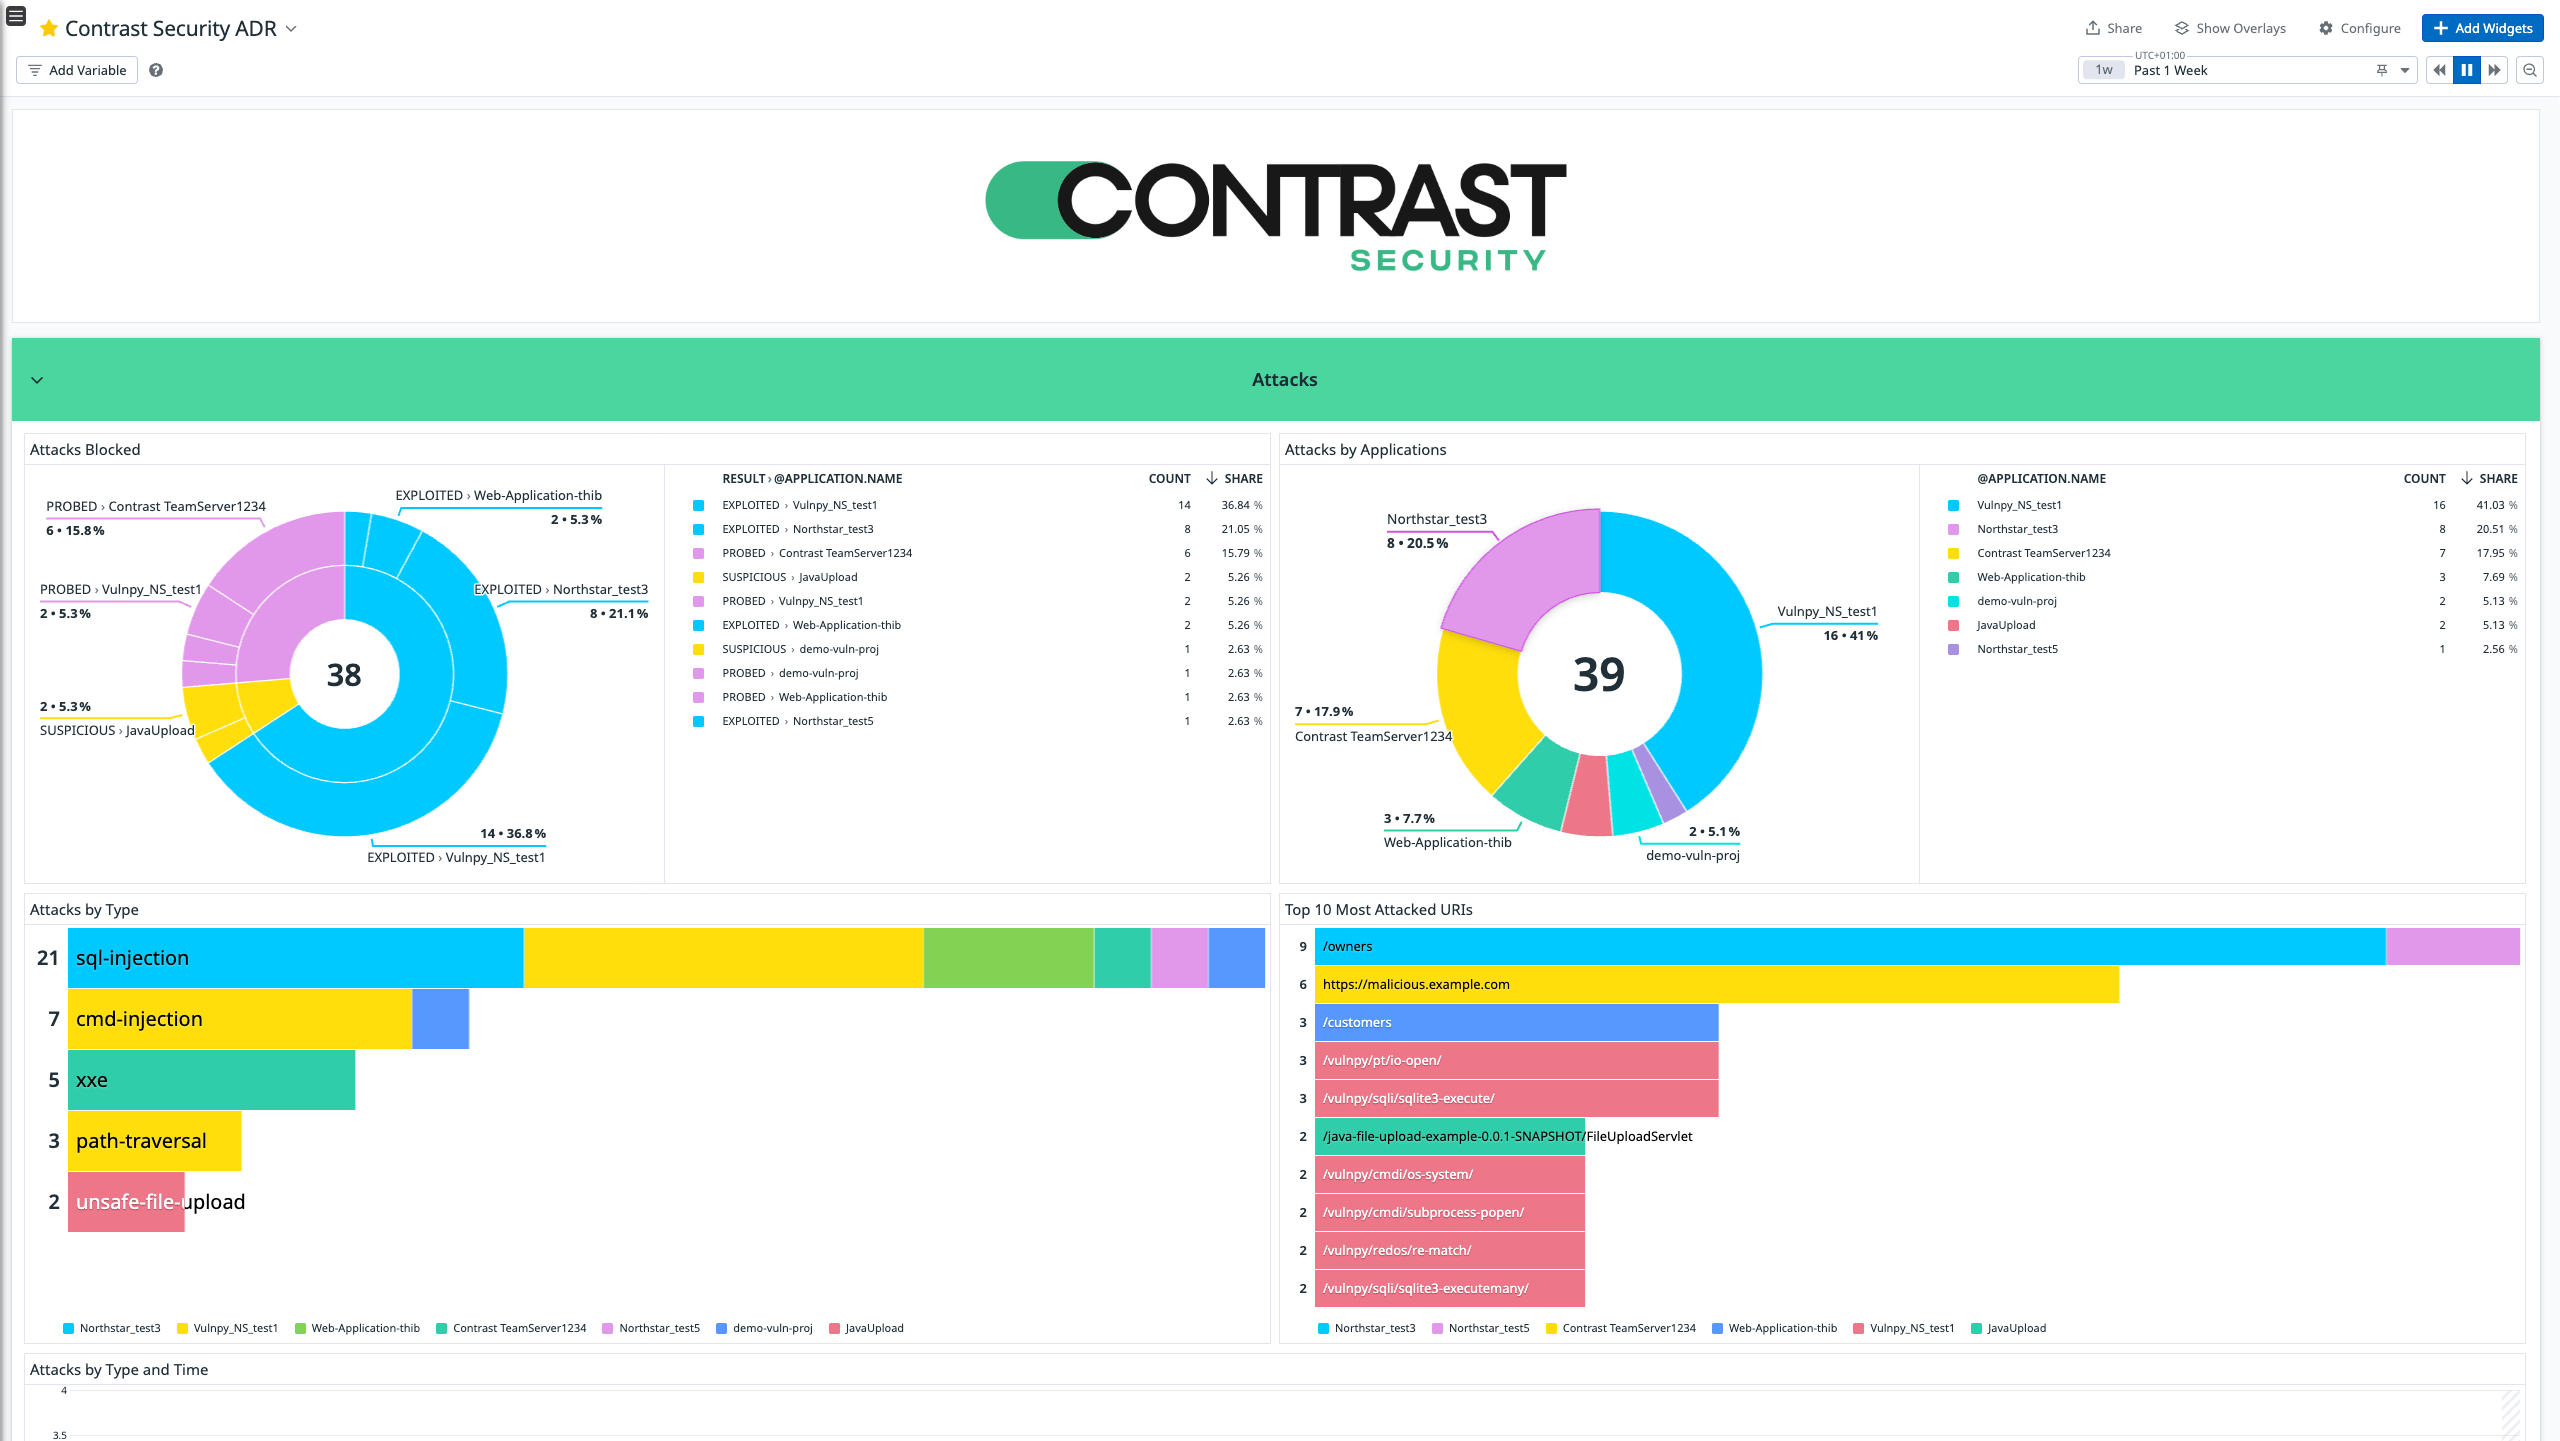 Contrast Security ADR
Share
Show Overlays
Configure
Add Widgets
Add Variable
UTC+01:00
1w
Past 1 Week
CONTRAST
SECURITY
Attacks
Attacks Blocked
PROBED › Contrast TeamServer1234
6 • 15.8%
EXPLOITED › Web-Application-thib
2 • 5.3%
PROBED › Vulnpy_NS_test1
2 • 5.3%
EXPLOITED › Northstar_test3
8 • 21.1%
38
2 • 5.3%
SUSPICIOUS › JavaUpload
14 • 36.8%
EXPLOITED › Vulnpy_NS_test1
RESULT › @APPLICATION.NAME COUNT SHARE
EXPLOITED › Vulnpy_NS_test1 14 36.84 %
EXPLOITED › Northstar_test3 8 21.05 %
PROBED › Contrast TeamServer1234 6 15.79 %
SUSPICIOUS › JavaUpload 2 5.26 %
PROBED › Vulnpy_NS_test1 2 5.26 %
EXPLOITED › Web-Application-thib 2 5.26 %
SUSPICIOUS › demo-vuln-proj 1 2.63 %
PROBED › demo-vuln-proj 1 2.63 %
PROBED › Web-Application-thib 1 2.63 %
EXPLOITED › Northstar_test5 1 2.63 %
Attacks by Applications
Northstar_test3
8 • 20.5%
Vulnpy_NS_test1
16 • 41%
39
7 • 17.9%
Contrast TeamServer1234
3 • 7.7%
Web-Application-thib
2 • 5.1%
demo-vuln-proj
@APPLICATION.NAME COUNT SHARE
Vulnpy_NS_test1 16 41.03 %
Northstar_test3 8 20.51 %
Contrast TeamServer1234 7 17.95 %
Web-Application-thib 3 7.69 %
demo-vuln-proj 2 5.13 %
JavaUpload 2 5.13 %
Northstar_test5 1 2.56 %
Attacks by Type
21 sql-injection
7 cmd-injection
5 xxe
3 path-traversal
2 unsafe-file-upload
Northstar_test3 Vulnpy_NS_test1 Web-Application-thib Contrast TeamServer1234 Northstar_test5 demo-vuln-proj JavaUpload
Top 10 Most Attacked URIs
9 /owners
6 https://malicious.example.com
3 /customers
3 /vulnpy/pt/io-open/
3 /vulnpy/sqli/sqlite3-execute/
2 /java-file-upload-example-0.0.1-SNAPSHOT/FileUploadServlet
2 /vulnpy/cmdi/os-system/
2 /vulnpy/cmdi/subprocess-popen/
2 /vulnpy/redos/re-match/
2 /vulnpy/sqli/sqlite3-executemany/
Northstar_test3 Northstar_test5 Contrast TeamServer1234 Web-Application-thib Vulnpy_NS_test1 JavaUpload
Attacks by Type and Time
4
3.5